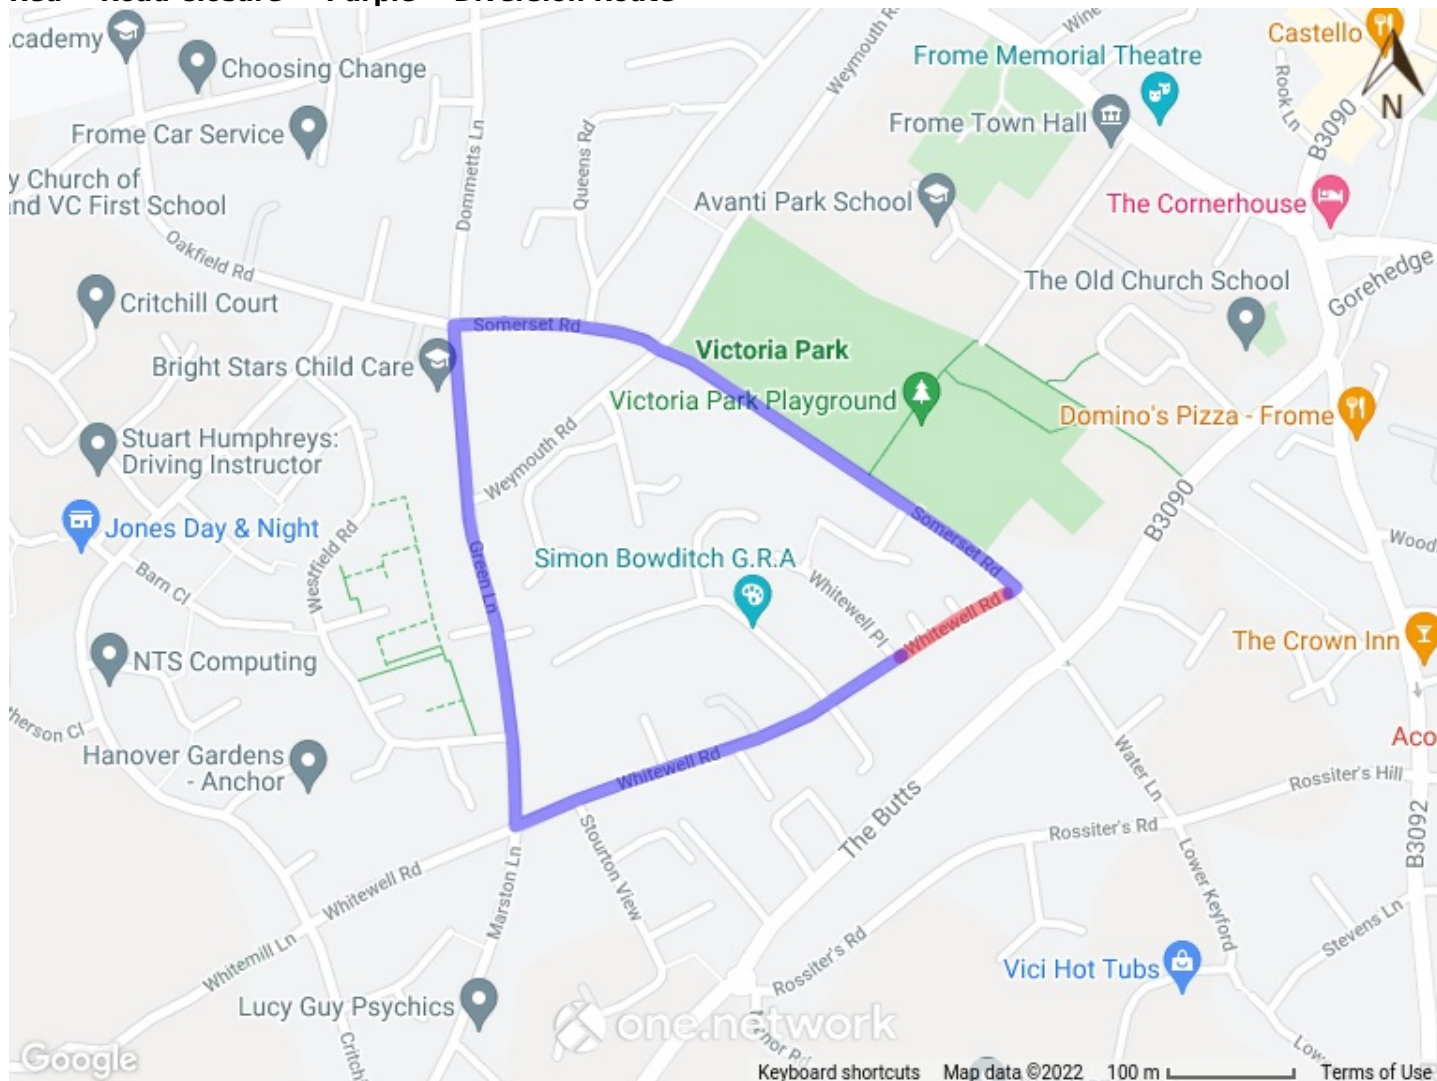 Red = Road Closure Purple = Diversion Route
.cademy
Choosing Change
Frome Car Service
y Church of
and VC First School
Oakfield Rd
Critchill Court
Bright Stars Child Care
Stuart Humphreys:
Driving Instructor
Jones Day & Night
Barn Cl
Westfield Rd
NTS Computing
herson Cl
Hanover Gardens
- Anchor
Whitewell Rd
Whitemill Ln
Lucy Guy Psychics
Critch
Google
Dommetts Ln
Queens Rd
Weymouth R
Somerset Rd
Weymouth Rd
Green Ln
Simon Bowditch G.R.A
Whitewell Pl
Whitewell Rd
Whitewell Rd
Marston Ln
Stourton View
The Butts
one.network
Wine
Frome Memorial Theatre
Frome Town Hall
Avanti Park School
Castello
N
Rook Ln
B3090
The Cornerhouse
Gorehedge
The Old Church School
Victoria Park
Victoria Park Playground
Domino's Pizza - Frome
Somerset Rd
B3090
Wood
The Crown Inn
Aco
Water Ln
Rossiter's Hill
Rossiter's Rd
B3092
Lower Keyford
Stevens Ln
Rossiter's Rd
Vici Hot Tubs
Low
Keyboard shortcuts Map data ©2022 100 m Terms of Use